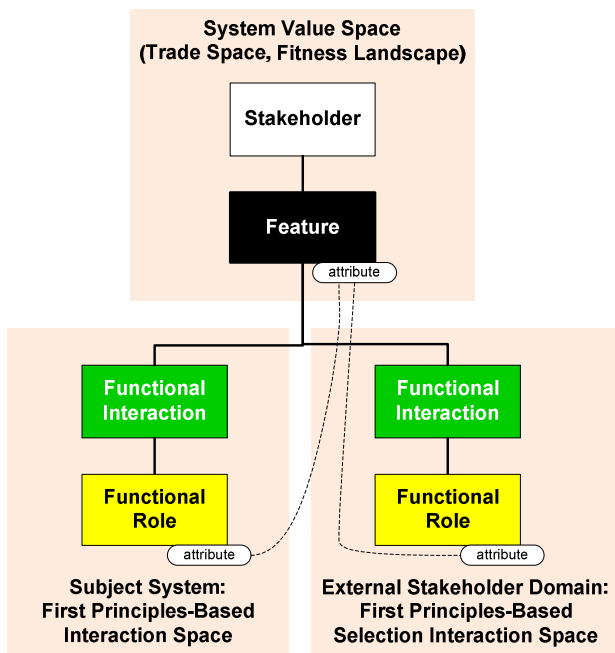 System Value Space
(Trade Space, Fitness Landscape)
Stakeholder
Feature
attribute
Functional
Interaction
Functional
Role
attribute
Subject System:
First Principles-Based
Interaction Space
Functional
Interaction
Functional
Role
attribute
External Stakeholder Domain:
First Principles-Based
Selection Interaction Space